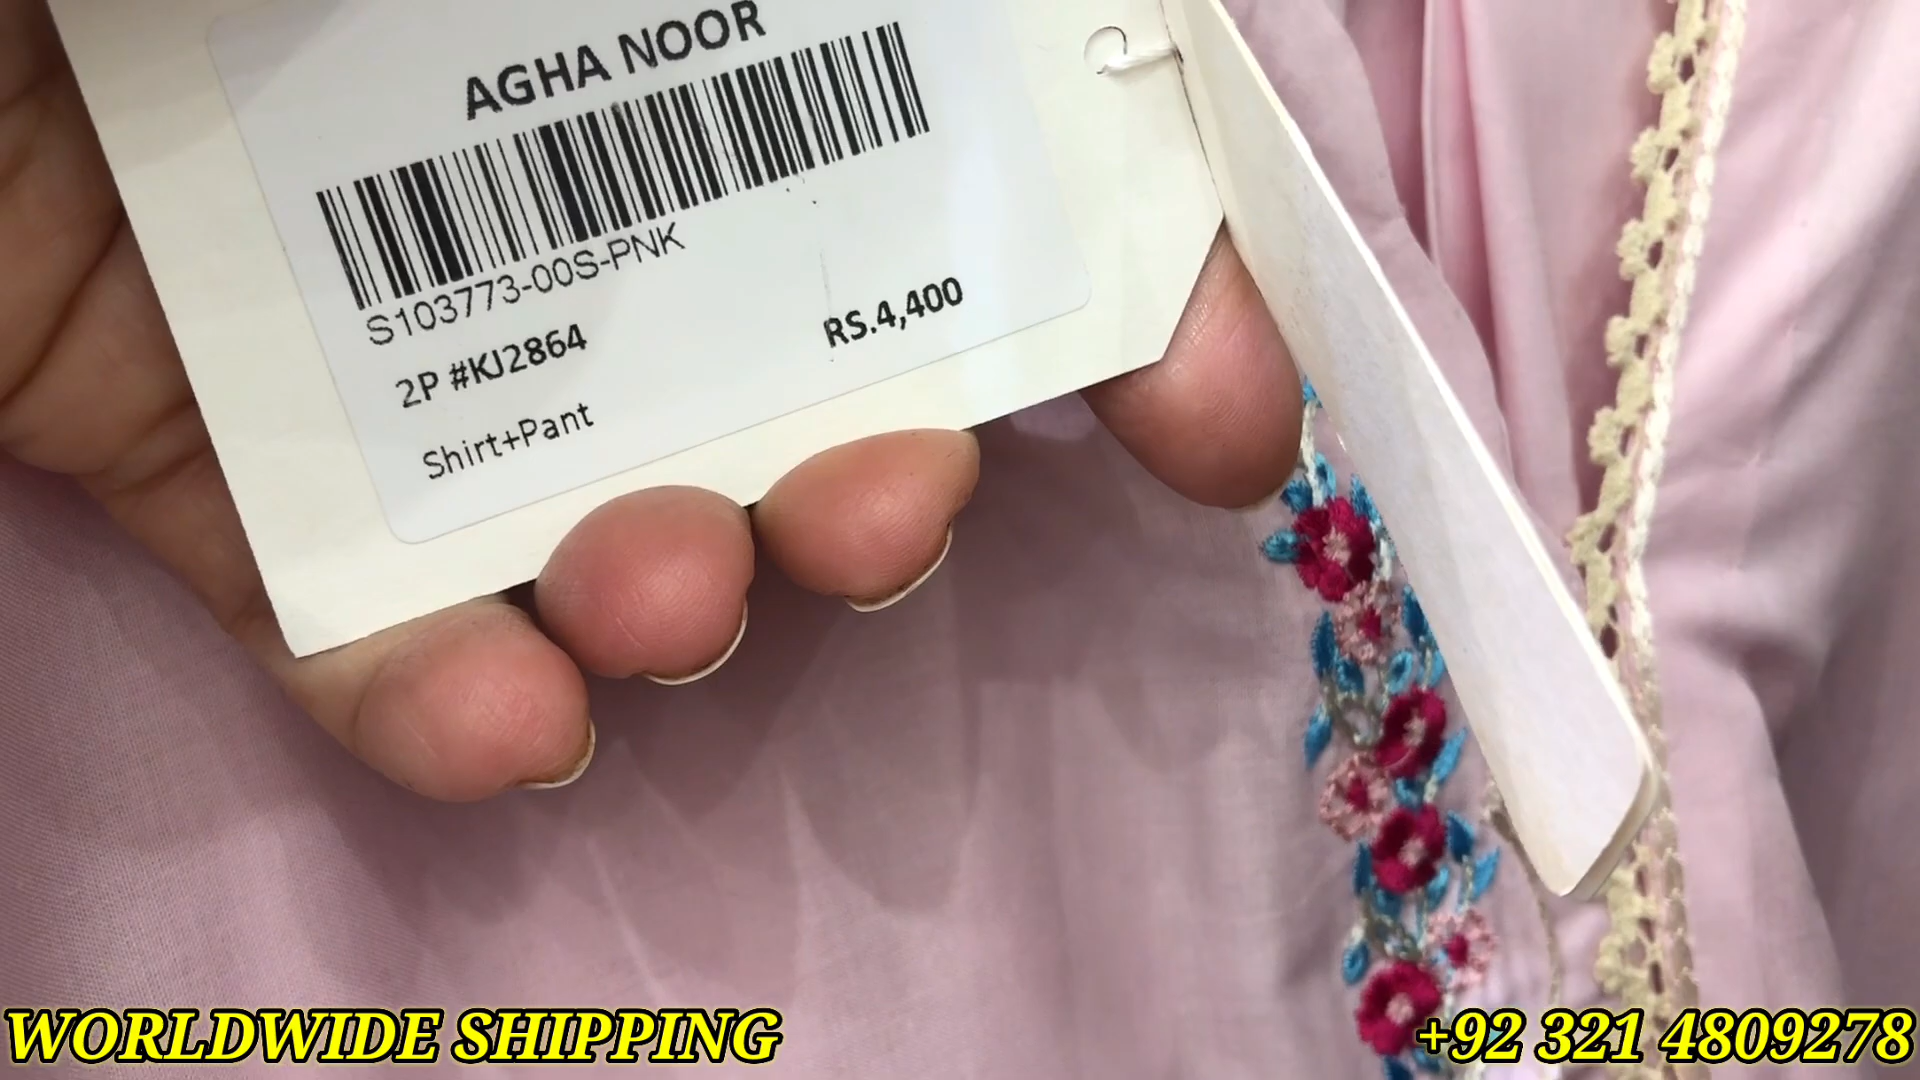 AGHA NOOR
S103773-00S-PNK
2P #KJ2864
RS.4,400
Shirt+Pant
WORLDWIDE SHIPPING
+92 321 4809278